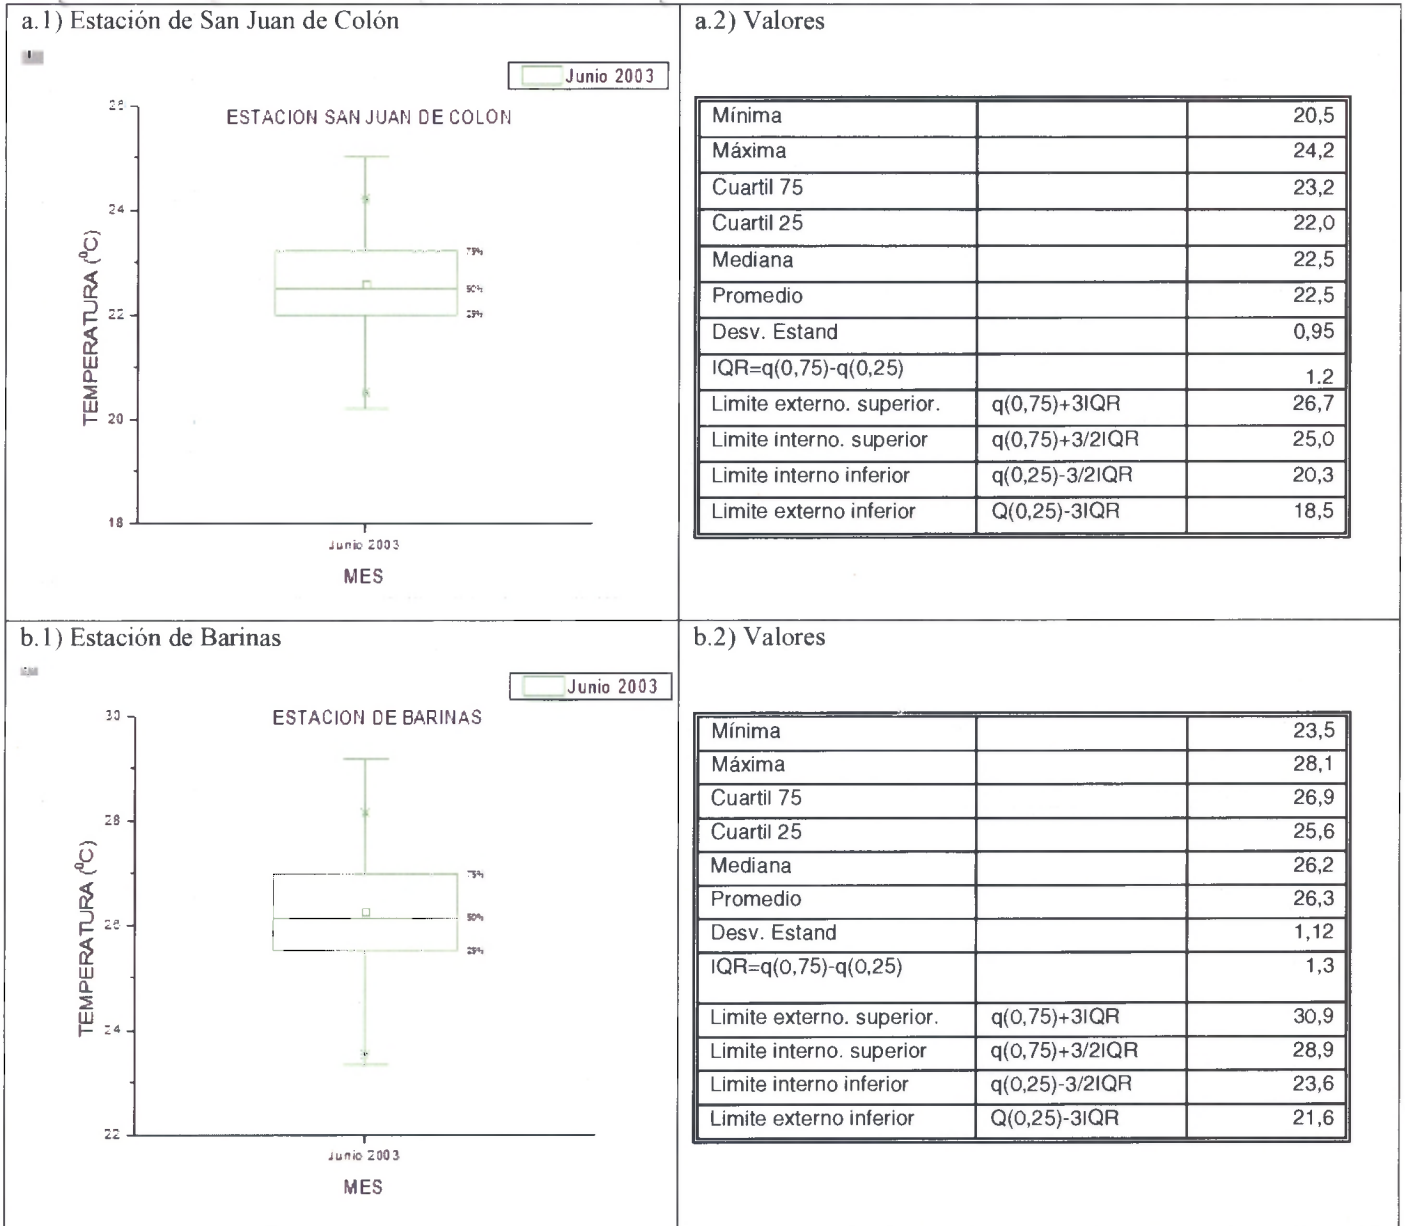 a.1) Estación de San Juan de Colón
Junio 2003
ESTACION SAN JUAN DE COLON
26
24
22
20
18
TEMPERATURA (⁰C)
75%
50%
25%
Junio 2003
MES
a.2) Valores
Mínima 20,5
Máxima 24,2
Cuartil 75 23,2
Cuartil 25 22,0
Mediana 22,5
Promedio 22,5
Desv. Estand 0,95
IQR=q(0,75)-q(0,25) 1.2
Limite externo. superior. q(0,75)+3IQR 26,7
Limite interno. superior q(0,75)+3/2IQR 25,0
Limite interno inferior q(0,25)-3/2IQR 20,3
Limite externo inferior Q(0,25)-3IQR 18,5
b.1) Estación de Barinas
Junio 2003
ESTACION DE BARINAS
30
28
26
24
22
TEMPERATURA (⁰C)
75%
50%
25%
Junio 2003
MES
b.2) Valores
Mínima 23,5
Máxima 28,1
Cuartil 75 26,9
Cuartil 25 25,6
Mediana 26,2
Promedio 26,3
Desv. Estand 1,12
IQR=q(0,75)-q(0,25) 1,3
Limite externo. superior. q(0,75)+3IQR 30,9
Limite interno. superior q(0,75)+3/2IQR 28,9
Limite interno inferior q(0,25)-3/2IQR 23,6
Limite externo inferior Q(0,25)-3IQR 21,6